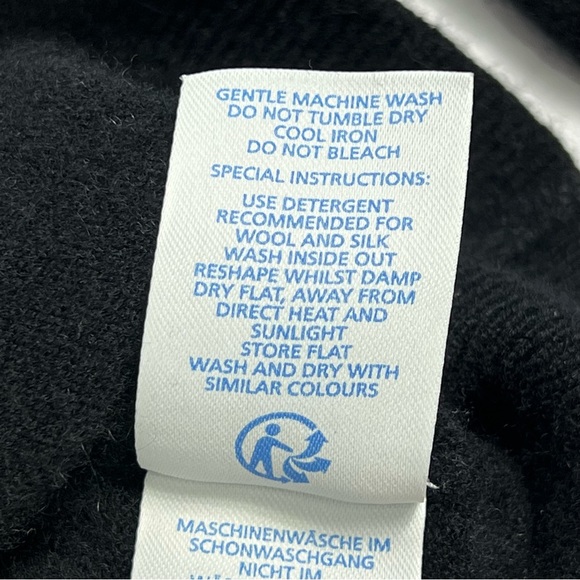 GENTLE MACHINE WASH
DO NOT TUMBLE DRY
COOL IRON
DO NOT BLEACH
SPECIAL INSTRUCTIONS:
USE DETERGENT
RECOMMENDED FOR
WOOL AND SILK
WASH INSIDE OUT
RESHAPE WHILST DAMP
DRY FLAT, AWAY FROM
DIRECT HEAT AND
SUNLIGHT
STORE FLAT
WASH AND DRY WITH
SIMILAR COLOURS
MASCHINENWÄSCHE IM
SCHONWASCHGANG
NICHT IM